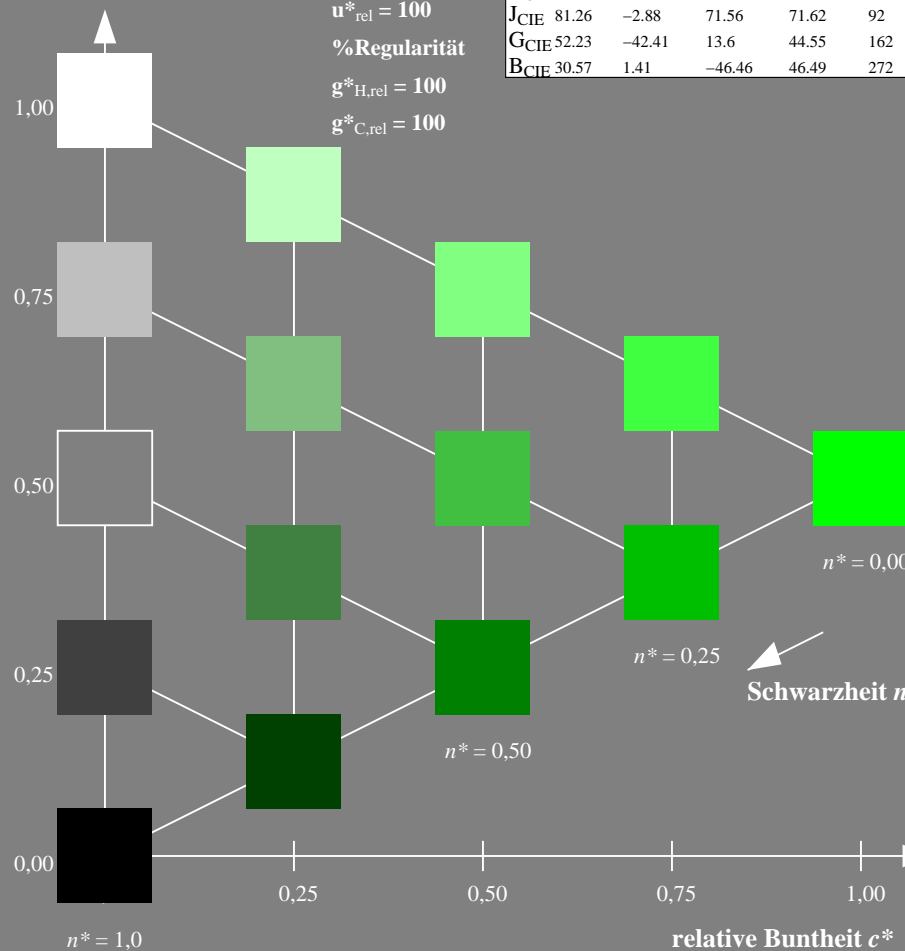 u*rel = 100
%Regularität
g*H,rel = 100
g*C,rel = 100
JCIE 81.26 −2.88 71.56 71.62 92
GCIE 52.23 −42.41 13.6 44.55 162
BCIE 30.57 1.41 −46.46 46.49 272
1,00
0,75
0,50
0,25
0,00
n* = 0,00
n* = 0,25
Schwarzheit n
n* = 0,50
0,25 0,50 0,75 1,00
n* = 1,0
relative Buntheit c*